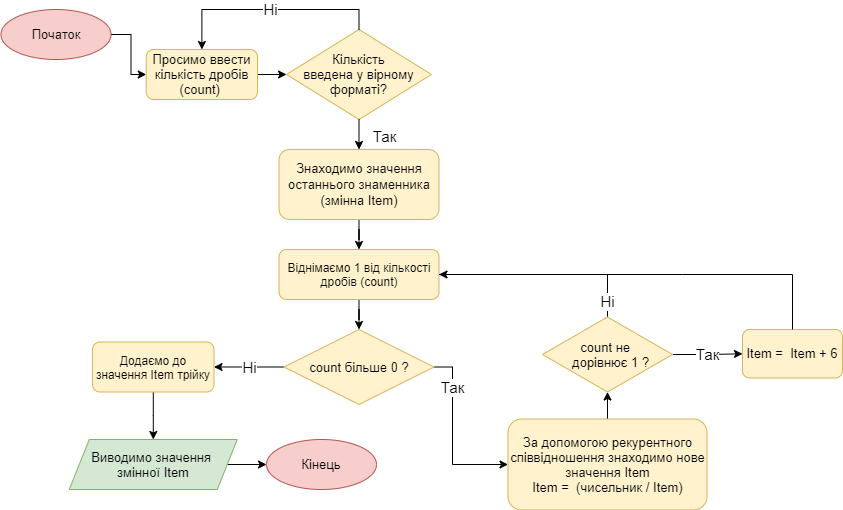 Ні
Початок
Просимо ввести
кількість дробів
(count)
Кількість
введена у вірному
форматі?
Так
Знаходимо значення
останнього знаменника
(змінна Item)
Віднімаємо 1 від кількості
дробів (count)
Ні
count не
дорівнює 1 ?
Так
Item = Item + 6
Додаємо до
значення Item трійку
Ні
count більше 0 ?
Так
Виводимо значення
змінної Item
Кінець
За допомогою рекурентного
співвідношення знаходимо нове
значення Item
Item = (чисельник / Item)